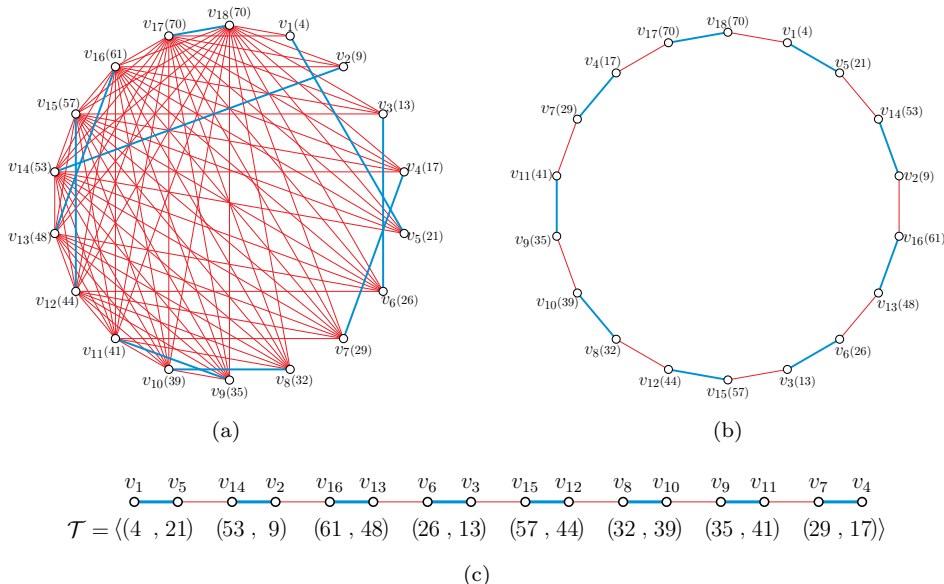 v18(70)
v17(70)
v1(4)
v16(61)
v2(9)
v15(57)
v3(13)
v14(53)
v4(17)
v13(48)
v5(21)
v12(44)
v6(26)
v11(41)
v7(29)
v10(39)
v8(32)
v9(35)
(a)
v18(70)
v17(70)
v1(4)
v4(17)
v5(21)
v7(29)
v14(53)
v11(41)
v2(9)
v9(35)
v16(61)
v10(39)
v13(48)
v8(32)
v6(26)
v12(44)
v3(13)
v15(57)
(b)
v1 v5 v14 v2 v16 v13 v6 v3 v15 v12 v8 v10 v9 v11 v7 v4
𝒯 = ⟨(4 , 21) (53 , 9) (61 , 48) (26 , 13) (57 , 44) (32 , 39) (35 , 41) (29 , 17)⟩
(c)